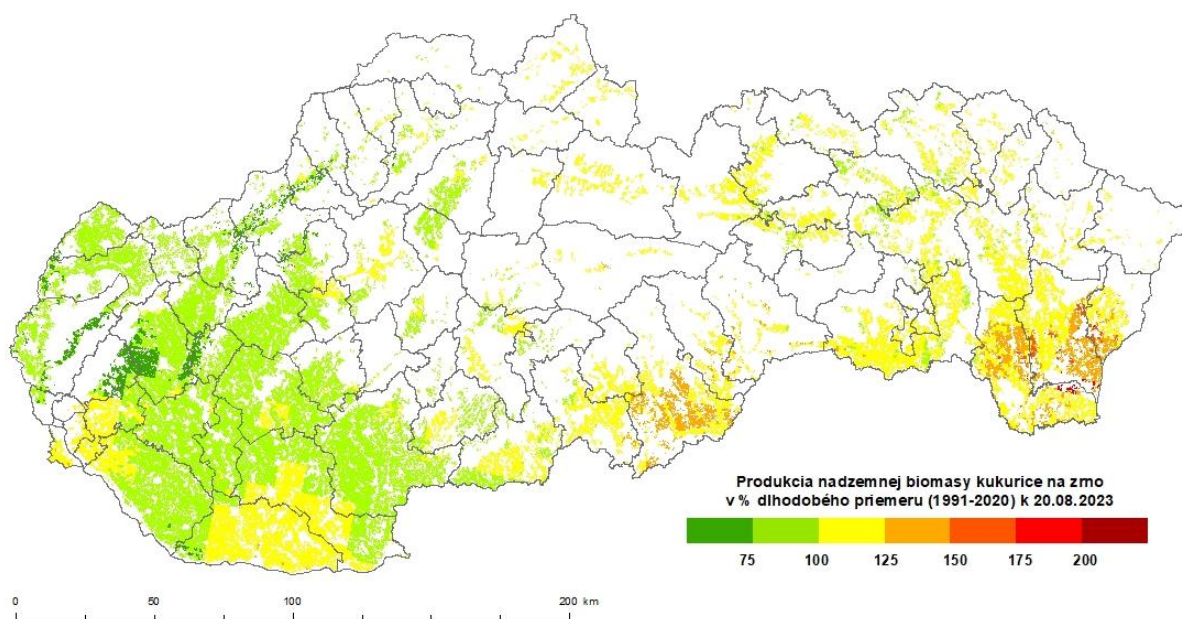 Produkcia nadzemnej biomasy kukurice na zrno
v % dlhodobého priemeru (1991-2020) k 20.08.2023
75 100 125 150 175 200
0 50 100 200 km